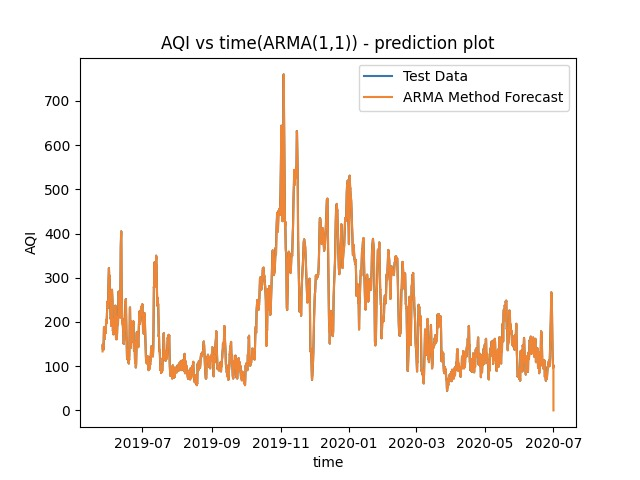 AQI vs time(ARMA(1,1)) - prediction plot
Test Data
ARMA Method Forecast
700
600
500
400
300
200
100
0
AQI
2019-07 2019-09 2019-11 2020-01 2020-03 2020-05 2020-07
time